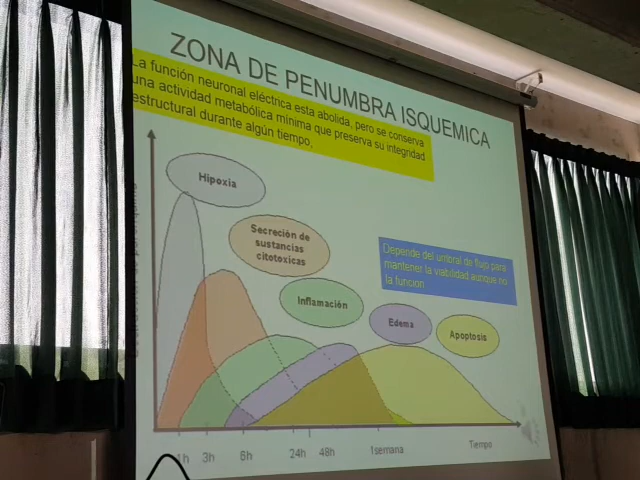 ZONA DE PENUMBRA ISQUEMICA
La función neuronal eléctrica esta abolida, pero se conserva
una actividad metabólica mínima que preserva su integridad
estructural durante algún tiempo,
Hipoxia
Secreción de
sustancias
citotoxicas
Depende del umbral de flujo para
mantener la viabilidad aunque no
la funcion
Inflamación
Edema
Apoptosis
1h 3h 6h 24h 48h 1semana Tiempo